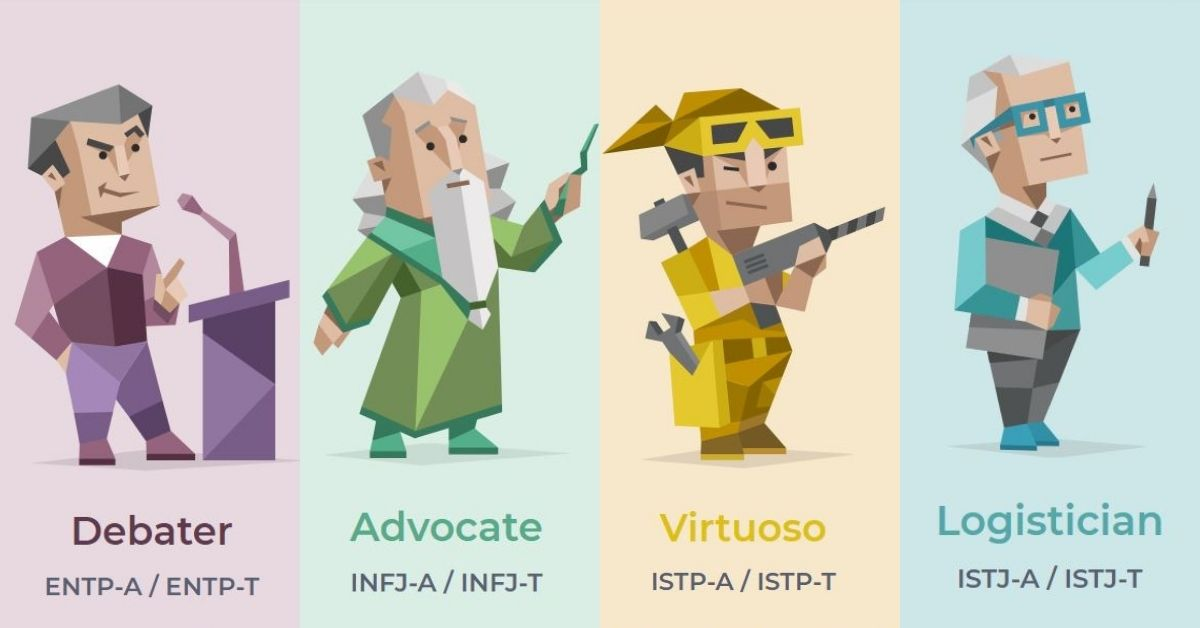 Debater
ENTP-A / ENTP-T
Advocate
INFJ-A / INFJ-T
Virtuoso
ISTP-A / ISTP-T
Logistician
ISTJ-A / ISTJ-T